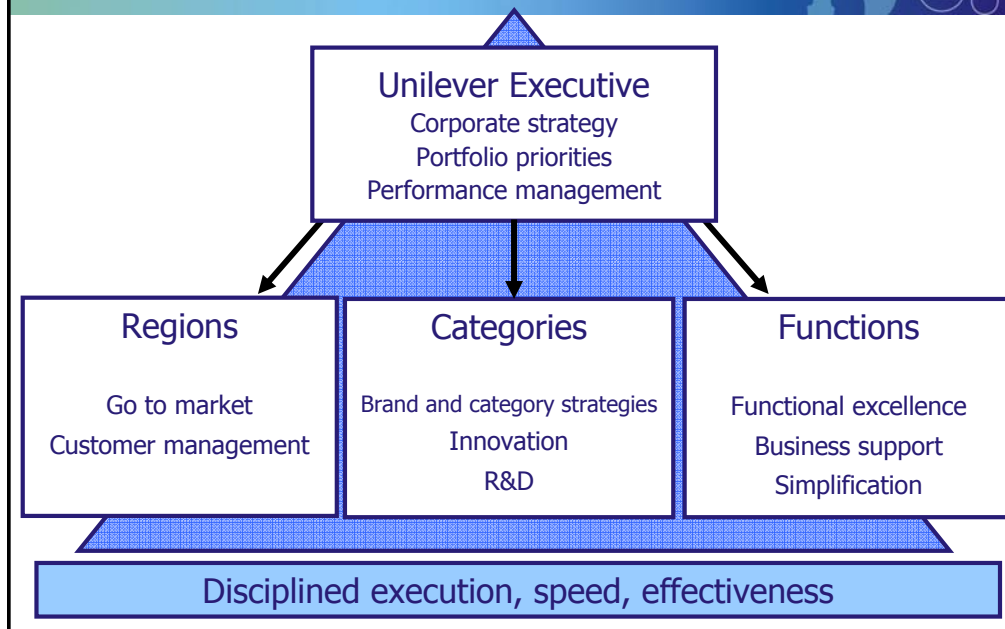 Unilever Executive
Corporate strategy
Portfolio priorities
Performance management
Regions
Go to market
Customer management
Categories
Brand and category strategies
Innovation
R&D
Functions
Functional excellence
Business support
Simplification
Disciplined execution, speed, effectiveness